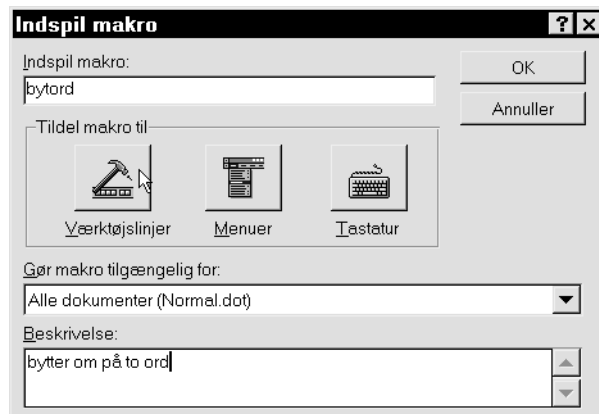 Indspil makro
Indspil makro:
bytord
OK
Annuller
Tildel makro til
Værktøjslinjer Menuer Tastatur
Gør makro tilgængelig for:
Alle dokumenter (Normal.dot)
Beskrivelse:
bytter om på to ord